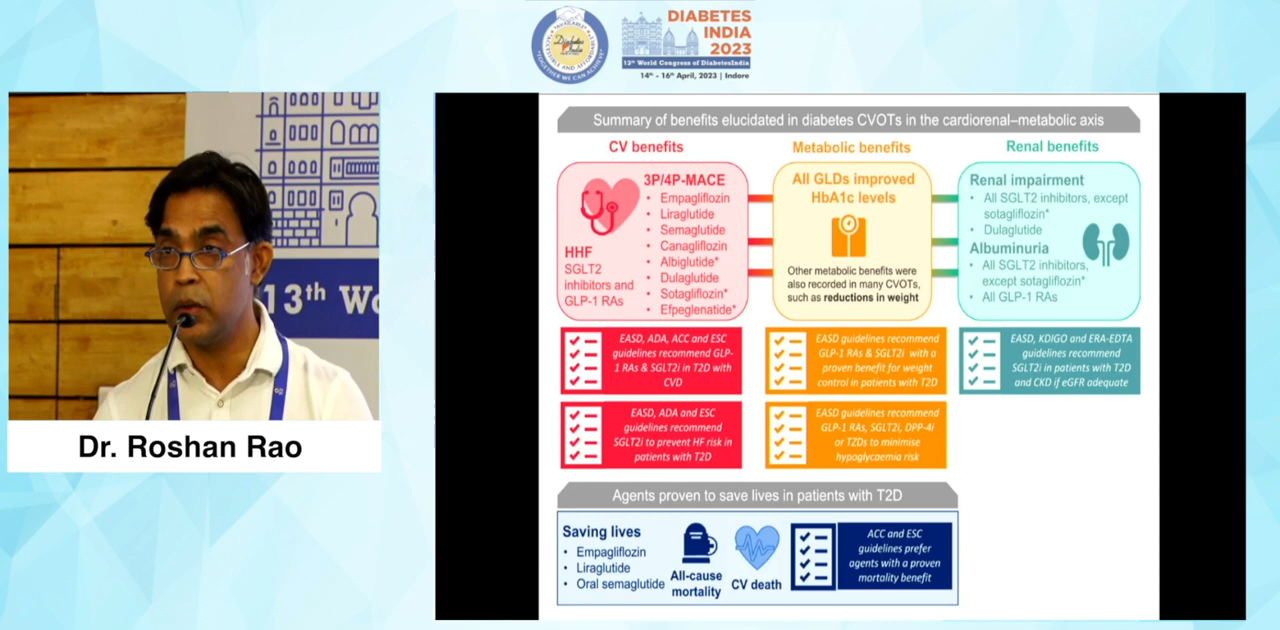 "AVAILABLE"
Diabetes
India
"TOGETHER WE CAN ACHIEVE"
DIABETES
INDIA
2023
13th World Congress of DiabetesIndia
14th - 16th April, 2023 | Indore
13th Wo
Dr. Roshan Rao
Summary of benefits elucidated in diabetes CVOTs in the cardiorenal–metabolic axis
CV benefits
3P/4P-MACE
• Empagliflozin
• Liraglutide
• Semaglutide
• Canagliflozin
• Albiglutide*
• Dulaglutide
• Sotagliflozin*
• Efpeglenatide*
HHF
SGLT2
inhibitors and
GLP-1 RAs
EASD, ADA, ACC and ESC
guidelines recommend GLP-
1 RAs & SGLT2i in T2D with
CVD
EASD, ADA and ESC
guidelines recommend
SGLT2i to prevent HF risk in
patients with T2D
Metabolic benefits
All GLDs improved
HbA1c levels
Other metabolic benefits were
also recorded in many CVOTs,
such as reductions in weight
EASD guidelines recommend
GLP-1 RAs & SGLT2i with a
proven benefit for weight
control in patients with T2D
EASD guidelines recommend
GLP-1 RAs, SGLT2i, DPP-4i
or TZDs to minimise
hypoglycaemia risk
Renal benefits
Renal impairment
• All SGLT2 inhibitors, except
sotagliflozin*
• Dulaglutide
Albuminuria
• All SGLT2 inhibitors,
except sotagliflozin*
• All GLP-1 RAs
EASD, KDIGO and ERA-EDTA
guidelines recommend
SGLT2i in patients with T2D
and CKD if eGFR adequate
Agents proven to save lives in patients with T2D
Saving lives
• Empagliflozin
• Liraglutide
• Oral semaglutide
All-cause
mortality
CV death
ACC and ESC
guidelines prefer
agents with a proven
mortality benefit